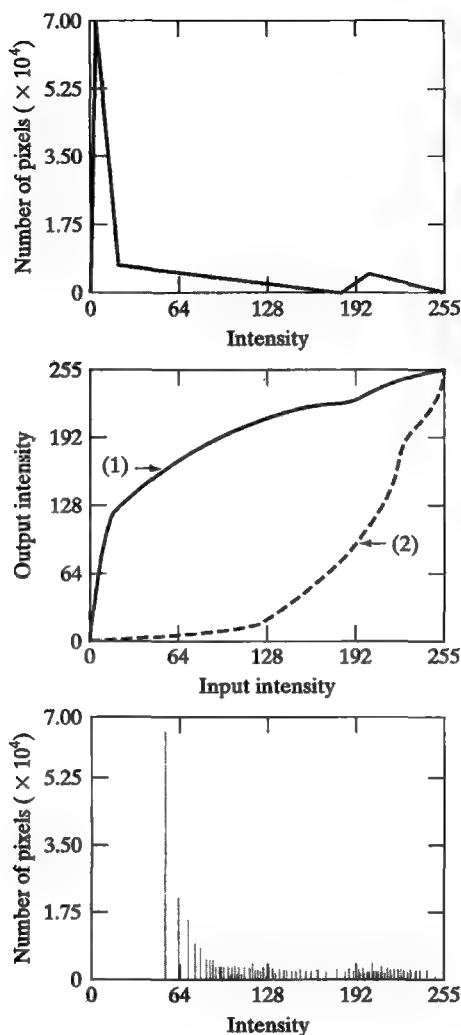 7.00
5.25
3.50
1.75
0
Number of pixels ( × 10⁴)
0 64 128 192 255
Intensity
255
192
128
64
0
Output intensity
(1)
(2)
0 64 128 192 255
Input intensity
7.00
5.25
3.50
1.75
0
Number of pixels ( × 10⁴)
0 64 128 192 255
Intensity